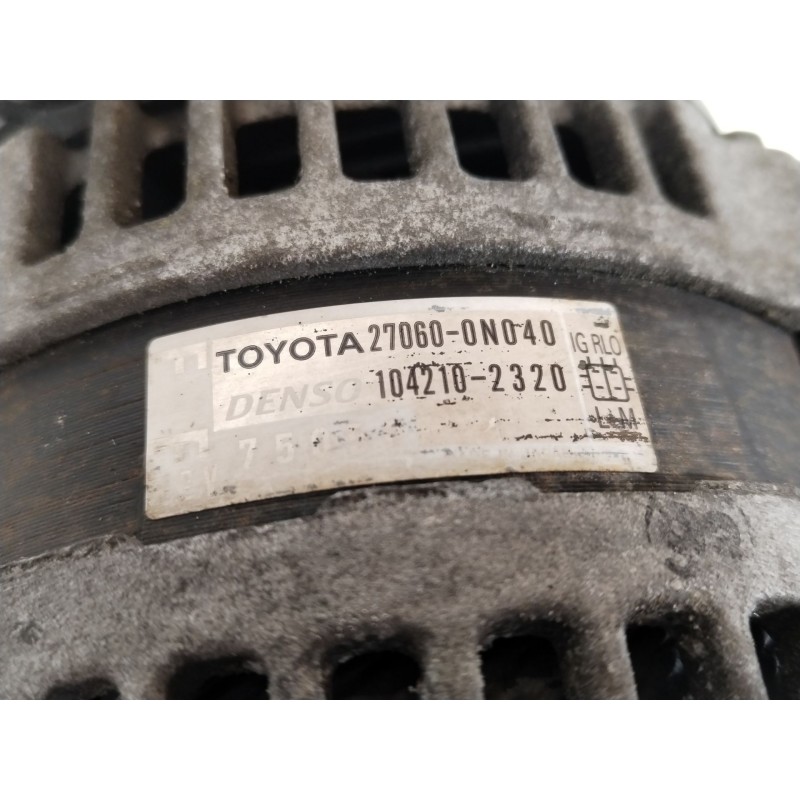 TOYOTA 27060-0N040
DENSO 104210-2320
IG RLO
L M